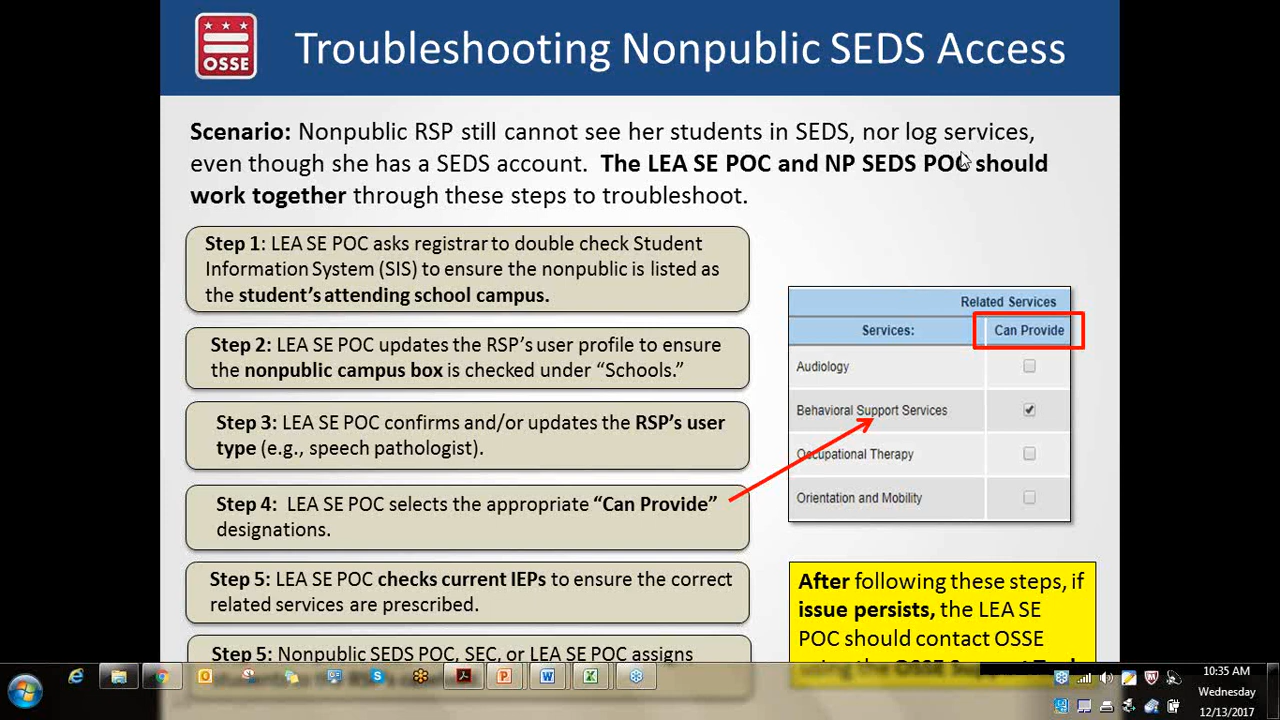 OSSE
Troubleshooting Nonpublic SEDS Access
Scenario: Nonpublic RSP still cannot see her students in SEDS, nor log services,
even though she has a SEDS account. The LEA SE POC and NP SEDS POC should
work together through these steps to troubleshoot.
Step 1: LEA SE POC asks registrar to double check Student
Information System (SIS) to ensure the nonpublic is listed as
the student's attending school campus.
Step 2: LEA SE POC updates the RSP's user profile to ensure
the nonpublic campus box is checked under “Schools.”
Step 3: LEA SE POC confirms and/or updates the RSP's user
type (e.g., speech pathologist).
Step 4: LEA SE POC selects the appropriate “Can Provide”
designations.
Step 5: LEA SE POC checks current IEPs to ensure the correct
related services are prescribed.
Step 5: Nonpublic SEDS POC, SEC, or LEA SE POC assigns
Related Services
Services: Can Provide
Audiology
Behavioral Support Services
Occupational Therapy
Orientation and Mobility
After following these steps, if
issue persists, the LEA SE
POC should contact OSSE
using the OSSE
10:35 AM
Wednesday
12/13/2017